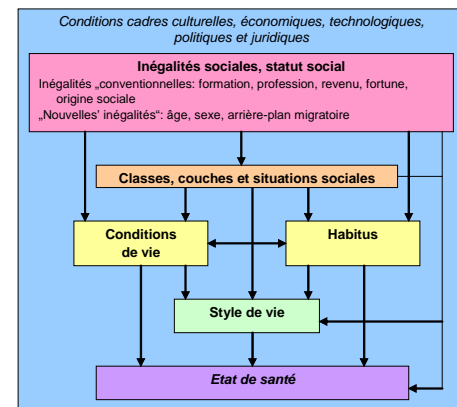 Conditions cadres culturelles, économiques, technologiques,
politiques et juridiques
Inégalités sociales, statut social
Inégalités „conventionnelles: formation, profession, revenu, fortune,
origine sociale
„Nouvelles’ inégalités“: âge, sexe, arrière-plan migratoire
Classes, couches et situations sociales
Conditions
de vie
Habitus
Style de vie
Etat de santé